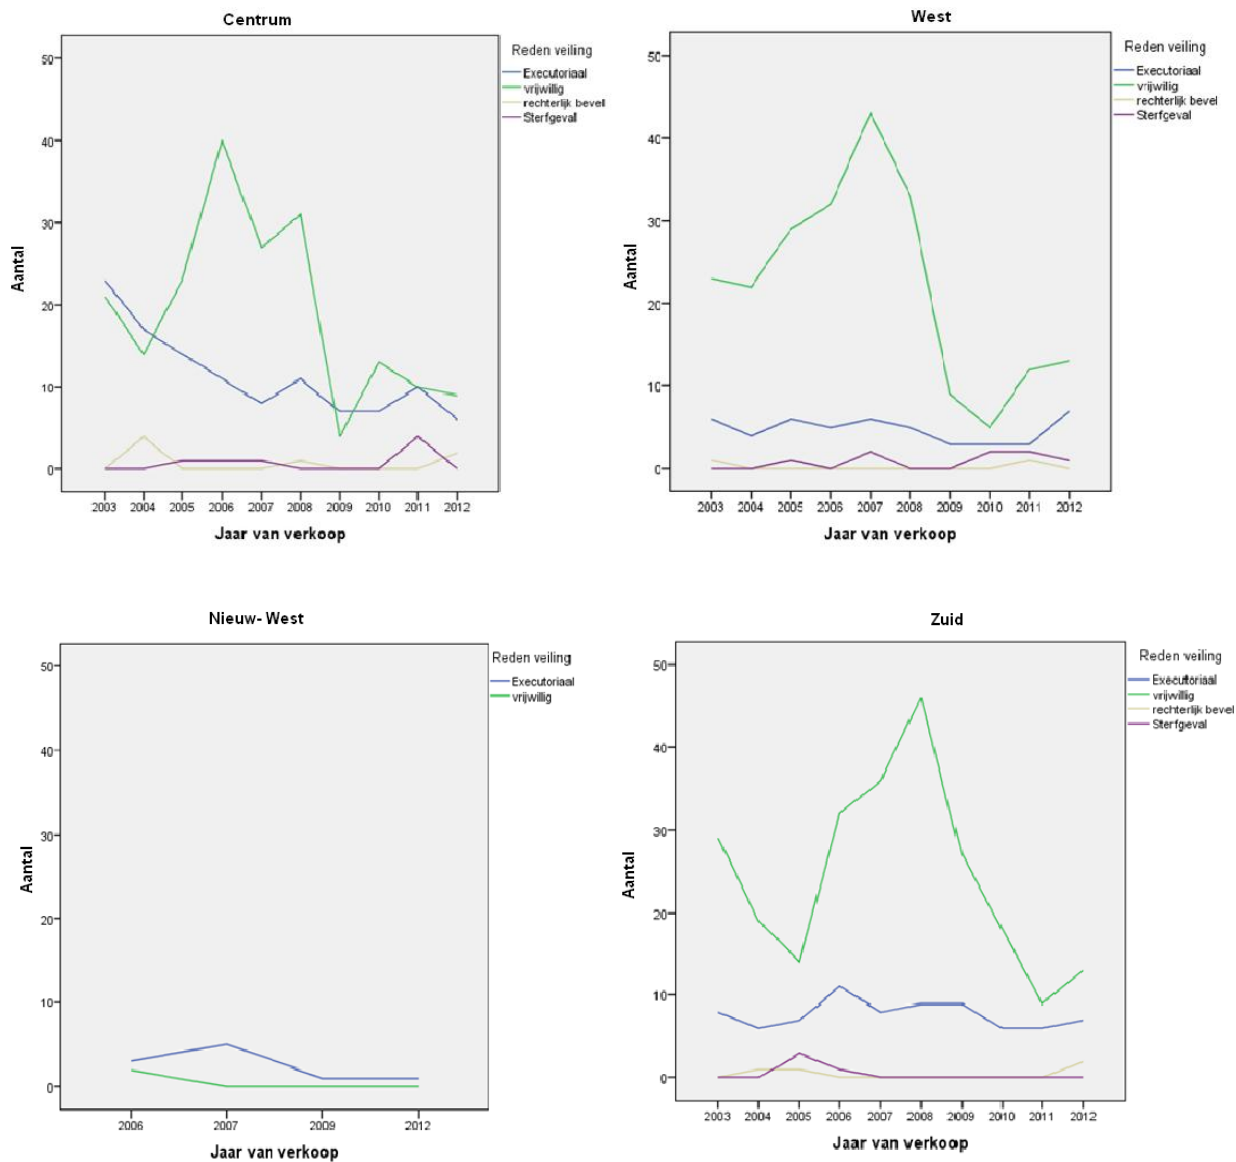 Centrum
Reden veiling
Executoriaal
vrijwillig
rechterlijk bevel
Sterfgeval
50
40
30
20
10
0
Aantal
2003 2004 2005 2006 2007 2008 2009 2010 2011 2012
Jaar van verkoop
West
Reden veiling
Executoriaal
vrijwillig
rechterlijk bevel
Sterfgeval
50
40
30
20
10
0
Aantal
2003 2004 2005 2006 2007 2008 2009 2010 2011 2012
Jaar van verkoop
Nieuw- West
Reden veiling
Executoriaal
vrijwillig
50
40
30
20
10
0
Aantal
2006 2007 2009 2012
Jaar van verkoop
Zuid
Reden veiling
Executoriaal
vrijwillig
rechterlijk bevel
Sterfgeval
50
40
30
20
10
0
Aantal
2003 2004 2005 2006 2007 2008 2009 2010 2011 2012
Jaar van verkoop